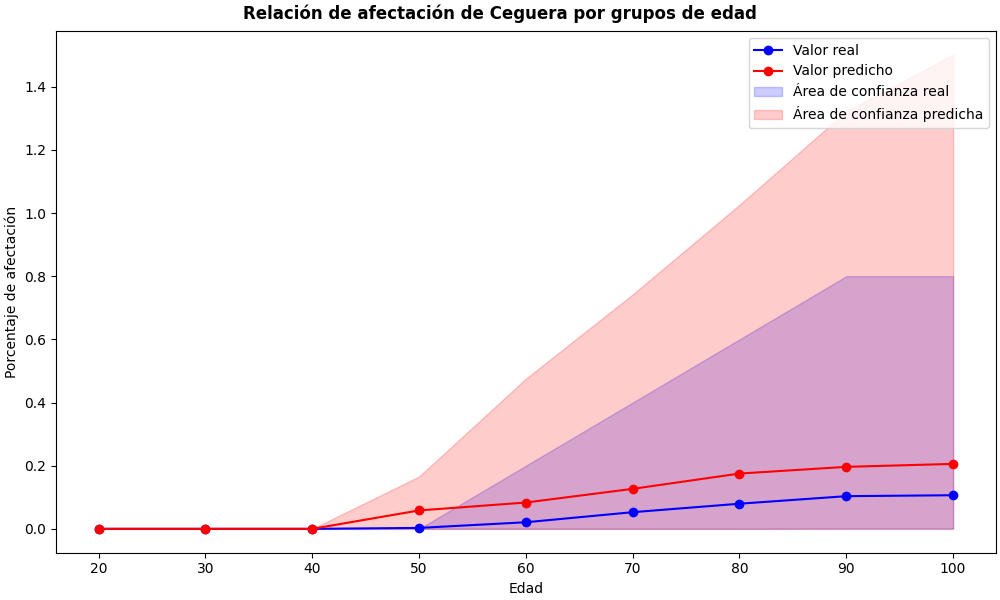 Relación de afectación de Ceguera por grupos de edad
Valor real
Valor predicho
Área de confianza real
Área de confianza predicha
Porcentaje de afectación
1.4
1.2
1.0
0.8
0.6
0.4
0.2
0.0
20 30 40 50 60 70 80 90 100
Edad